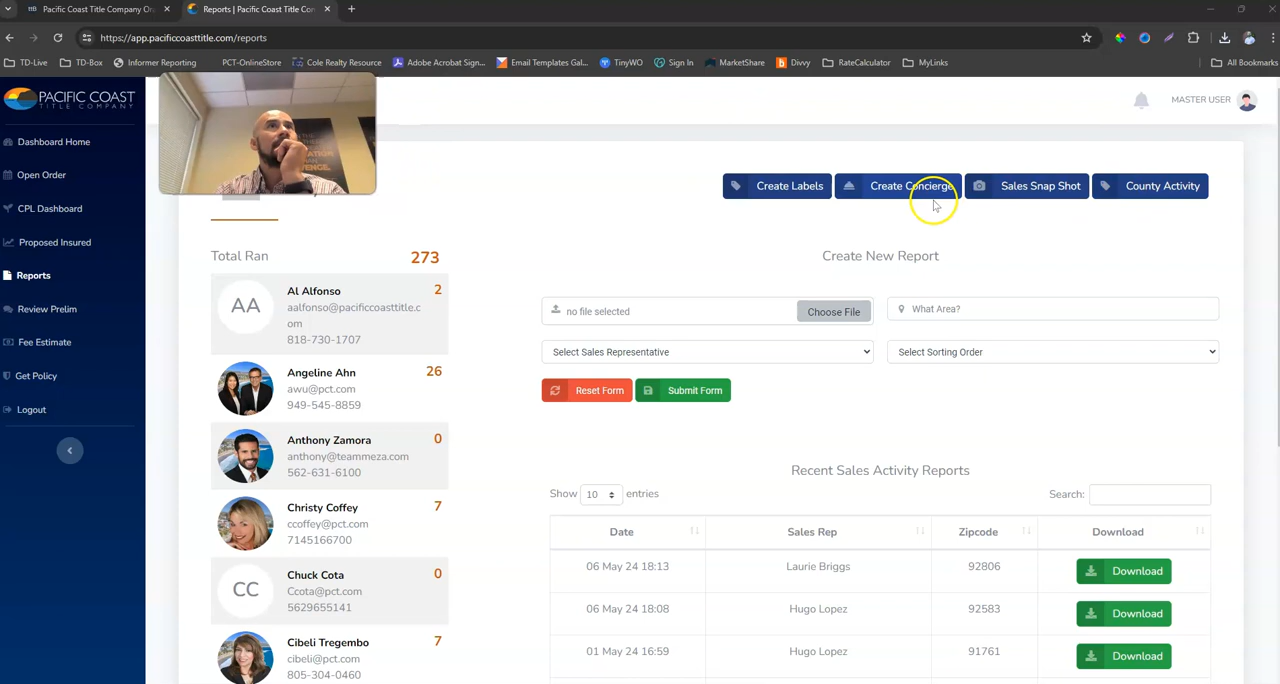 Pacific Coast Title Company Or
Reports | Pacific Coast Title Con
https://app.pacificcoasttitle.com/reports
TD-Live
TD-Box
Informer Reporting
PCT-OnlineStore
Cole Realty Resource
Adobe Acrobat Sign...
Email Templates Gal...
TinyWO
Sign In
MarketShare
Divvy
RateCalculator
MyLinks
All Bookmarks
PACIFIC COAST
TITLE COMPANY
MASTER USER
Dashboard Home
Open Order
CPL Dashboard
Proposed Insured
Reports
Review Prelim
Fee Estimate
Get Policy
Logout
Create Labels
Create Concierge
Sales Snap Shot
County Activity
Total Ran
273
AA
Al Alfonso
2
aalfonso@pacificcoasttitle.c
om
818-730-1707
Angeline Ahn
26
awu@pct.com
949-545-8859
Anthony Zamora
0
anthony@teammeza.com
562-631-6100
Christy Coffey
7
ccoffey@pct.com
7145166700
CC
Chuck Cota
0
Ccota@pct.com
5629655141
Cibeli Tregembo
7
cibeli@pct.com
805-304-0460
Create New Report
no file selected
Choose File
What Area?
Select Sales Representative
Select Sorting Order
Reset Form
Submit Form
Recent Sales Activity Reports
Show 10 entries
Search:
Date Sales Rep Zipcode Download
06 May 24 18:13 Laurie Briggs 92806 Download
06 May 24 18:08 Hugo Lopez 92583 Download
01 May 24 16:59 Hugo Lopez 91761 Download